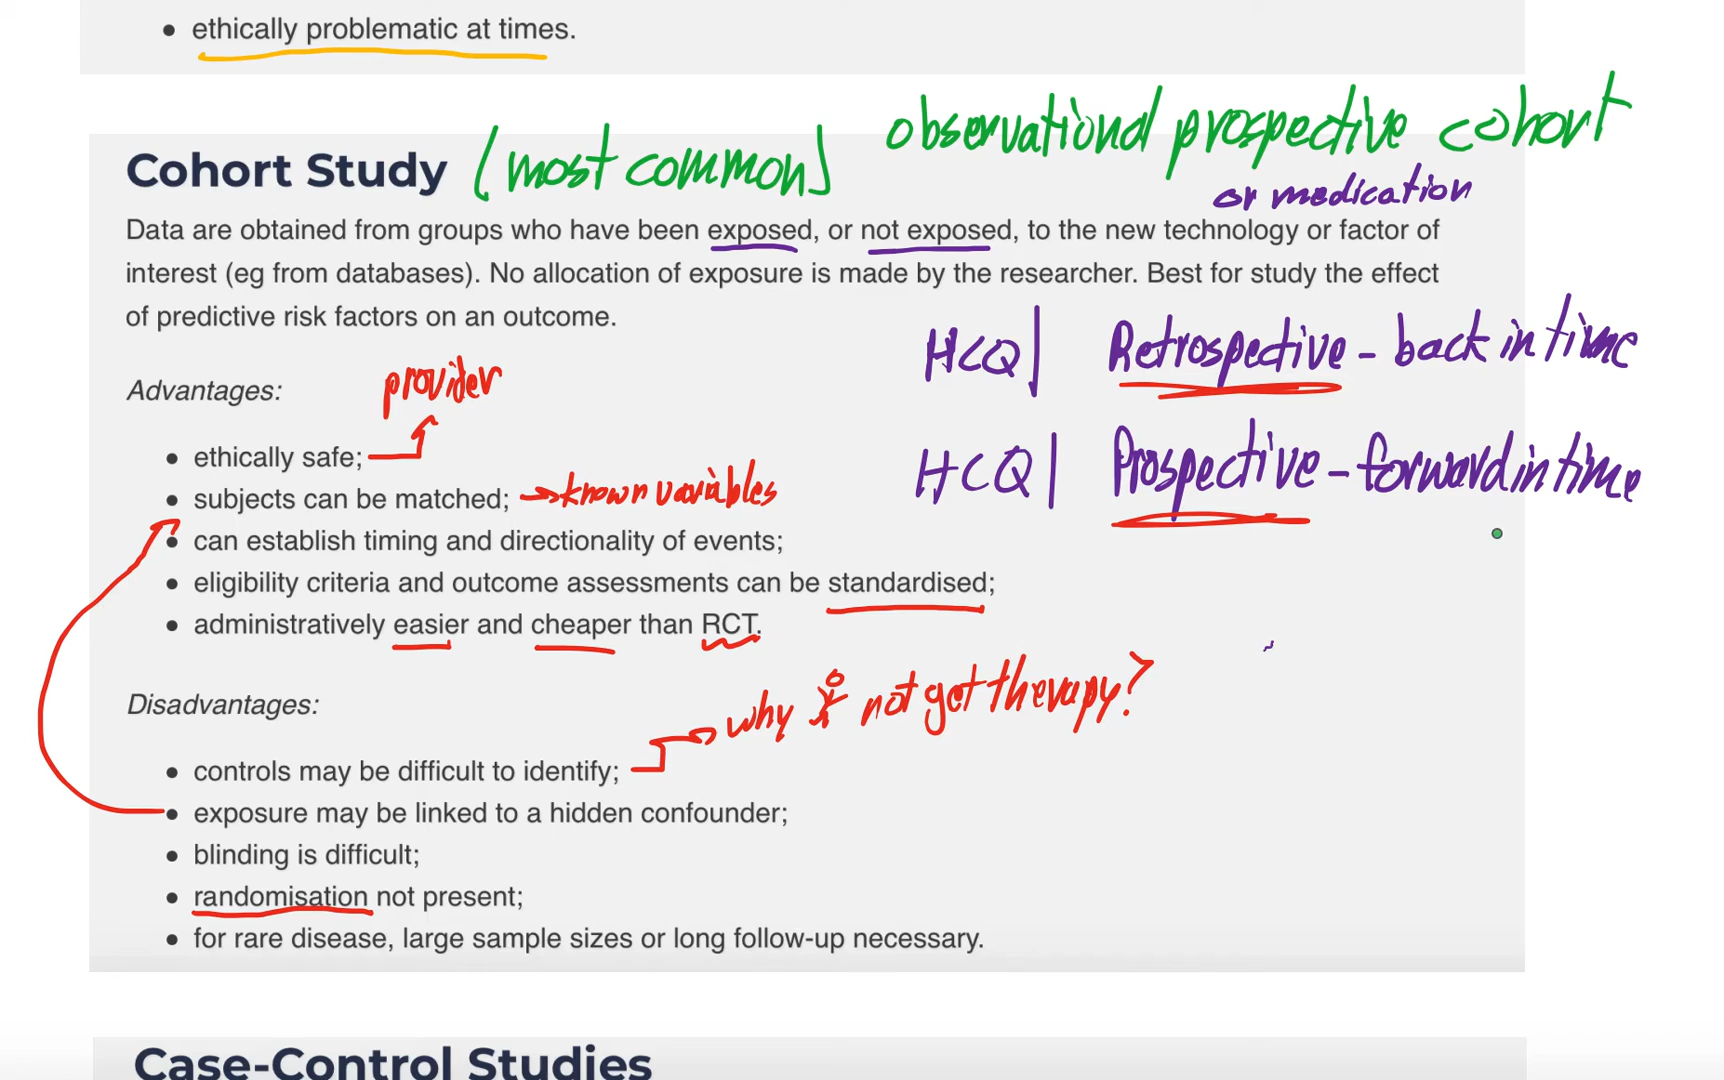 • ethically problematic at times.
observational prospective cohort
Cohort Study (most common)
or medication
Data are obtained from groups who have been exposed, or not exposed, to the new technology or factor of
interest (eg from databases). No allocation of exposure is made by the researcher. Best for study the effect
of predictive risk factors on an outcome.
HCQ| Retrospective - back in time
Advantages:
provider
HCQ| Prospective - forward in time
• ethically safe;
• subjects can be matched; → known variables
• can establish timing and directionality of events;
• eligibility criteria and outcome assessments can be standardised;
• administratively easier and cheaper than RCT.
Disadvantages:
why not get therapy?
• controls may be difficult to identify;
• exposure may be linked to a hidden confounder;
• blinding is difficult;
• randomisation not present;
• for rare disease, large sample sizes or long follow-up necessary.
Case-Control Studies